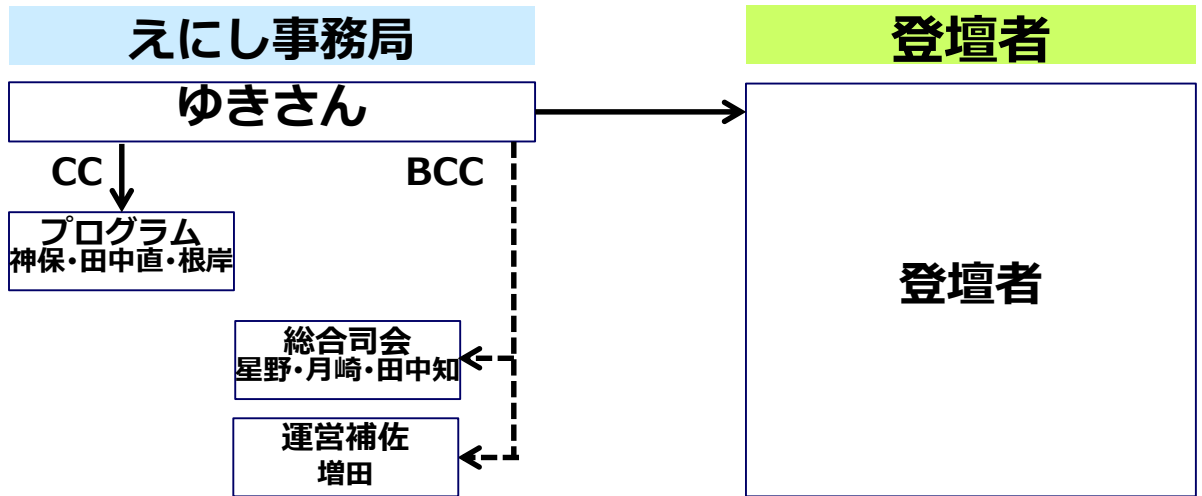 えにし事務局
登壇者
ゆきさん
CC
BCC
プログラム
神保・田中直・根岸
登壇者
総合司会
星野・月崎・田中知
運営補佐
増田